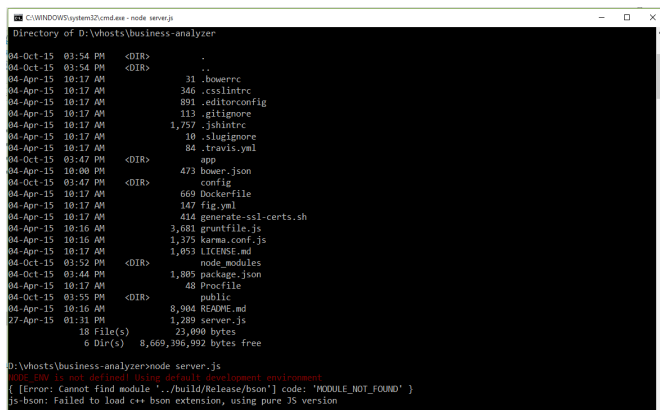 C:\WINDOWS\system32\cmd.exe - node server.js
Directory of D:\vhosts\business-analyzer
04-Oct-15 03:54 PM <DIR> .
04-Oct-15 03:54 PM <DIR> ..
04-Apr-15 10:17 AM 31 .bowerrc
04-Apr-15 10:17 AM 346 .csslintrc
04-Apr-15 10:17 AM 891 .editorconfig
04-Apr-15 10:17 AM 113 .gitignore
04-Apr-15 10:17 AM 1,757 .jshintrc
04-Apr-15 10:17 AM 10 .slugignore
04-Apr-15 10:17 AM 84 .travis.yml
04-Oct-15 03:47 PM <DIR> app
04-Apr-15 10:00 PM 473 bower.json
04-Oct-15 03:47 PM <DIR> config
04-Apr-15 10:17 AM 669 Dockerfile
04-Apr-15 10:17 AM 147 fig.yml
04-Apr-15 10:17 AM 414 generate-ssl-certs.sh
04-Apr-15 10:16 AM 3,681 gruntfile.js
04-Apr-15 10:16 AM 1,375 karma.conf.js
04-Apr-15 10:17 AM 1,053 LICENSE.md
04-Oct-15 03:52 PM <DIR> node_modules
04-Oct-15 03:44 PM 1,805 package.json
04-Apr-15 10:17 AM 48 Procfile
04-Oct-15 03:55 PM <DIR> public
04-Apr-15 10:16 AM 8,904 README.md
27-Apr-15 01:31 PM 1,289 server.js
18 File(s) 23,090 bytes
6 Dir(s) 8,669,396,992 bytes free
D:\vhosts\business-analyzer>node server.js
NODE_ENV is not defined! Using default development environment
{ [Error: Cannot find module '../build/Release/bson'] code: 'MODULE_NOT_FOUND' }
js-bson: Failed to load c++ bson extension, using pure JS version